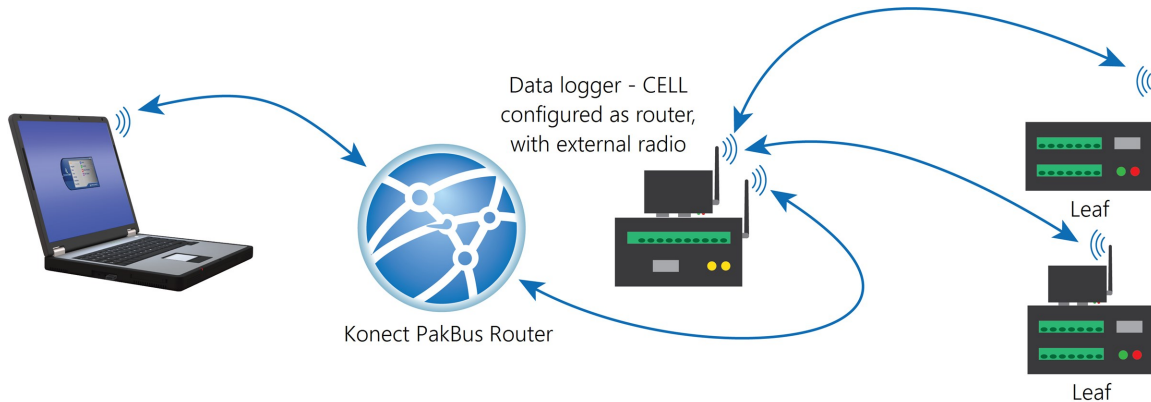 Data logger - CELL
configured as router,
with external radio
Konect PakBus Router
Leaf
Leaf